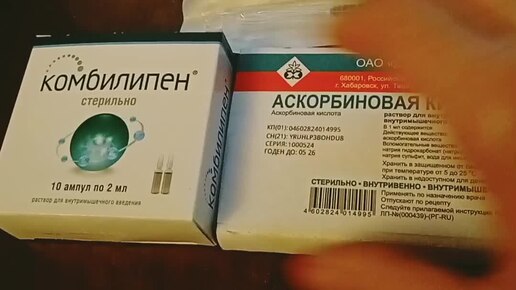 КОМБИЛИПЕН®
стерильно
10 ампул по 2 мл
раствор для внутримышечного введения
ОАО
680001, Российская
г. Хабаровск, ул.
АСКОРБИНОВАЯ К
Аскорбиновая кислота
раствор для
внутримышечного
В 1 мл содержится
Действующее вещество:
аскорбиновая
Вспомогательные вещества:
натрия гидрокарбонат
натрия сульфит, вода для
КП(01): 04602824014995
СН(21): YRUHLP3BOHDU8
СЕРИЯ: 1000524
ГОДЕН ДО: 05 26
Хранить в защищенном от
при температуре от 5 до 25
Хранить в недоступном для
СТЕРИЛЬНО • ВНУТРИВЕННО • ВНУТРИМЫШ
Применять по назначению врача
Отпускают по рецепту
Следуйте прилагаемой инструкции
ЛП-№(000439)-(РГ-RU)
4 602824 014995